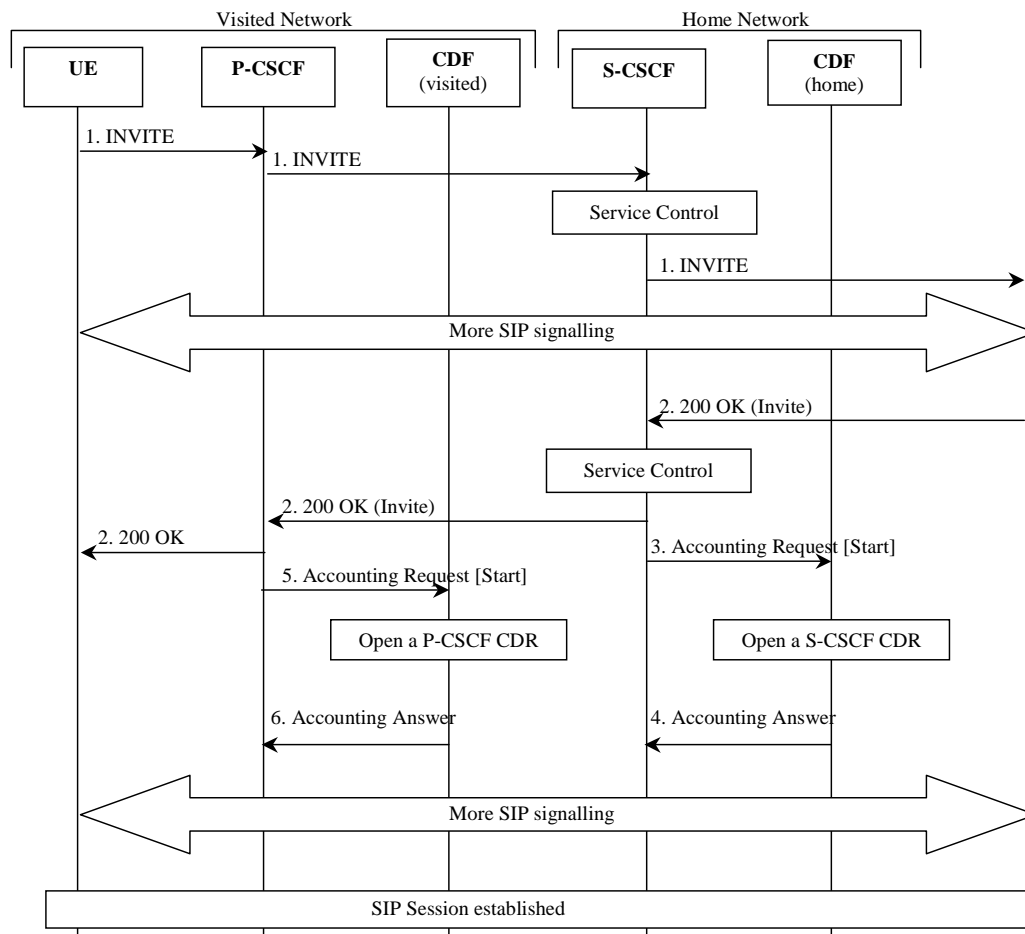 Visited Network
Home Network
UE
P-CSCF
CDF
(visited)
S-CSCF
CDF
(home)
1. INVITE
1. INVITE
Service Control
1. INVITE
More SIP signalling
2. 200 OK (Invite)
Service Control
2. 200 OK (Invite)
2. 200 OK
3. Accounting Request [Start]
5. Accounting Request [Start]
Open a P-CSCF CDR
Open a S-CSCF CDR
6. Accounting Answer
4. Accounting Answer
More SIP signalling
SIP Session established